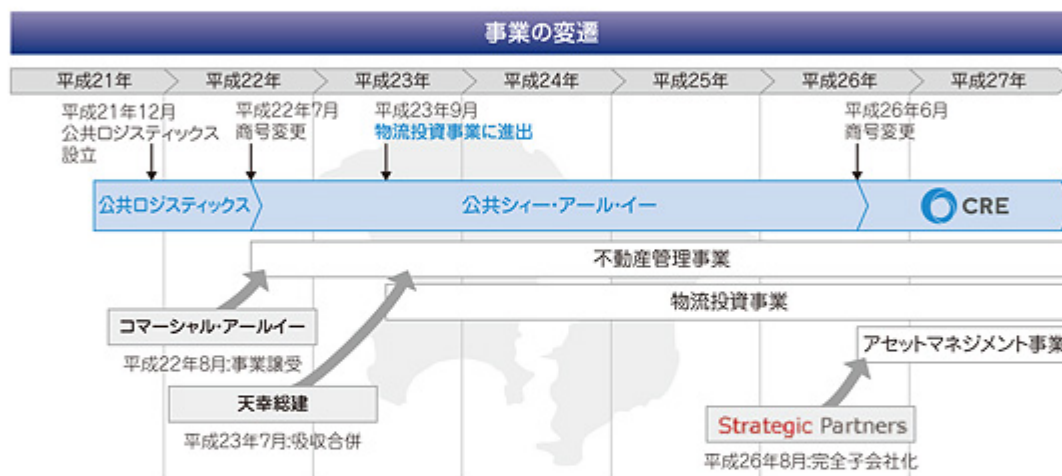 事業の変遷
平成21年
平成22年
平成23年
平成24年
平成25年
平成26年
平成27年
平成21年12月
公共ロジスティックス
設立
平成22年7月
商号変更
平成23年9月
物流投資事業に進出
平成26年6月
商号変更
公共ロジスティックス
公共シィー・アール・イー
CRE
不動産管理事業
物流投資事業
コマーシャル・アールイー
平成22年8月:事業譲受
アセットマネジメント事業
天幸総建
平成23年7月:吸収合併
Strategic Partners
平成26年8月:完全子会社化